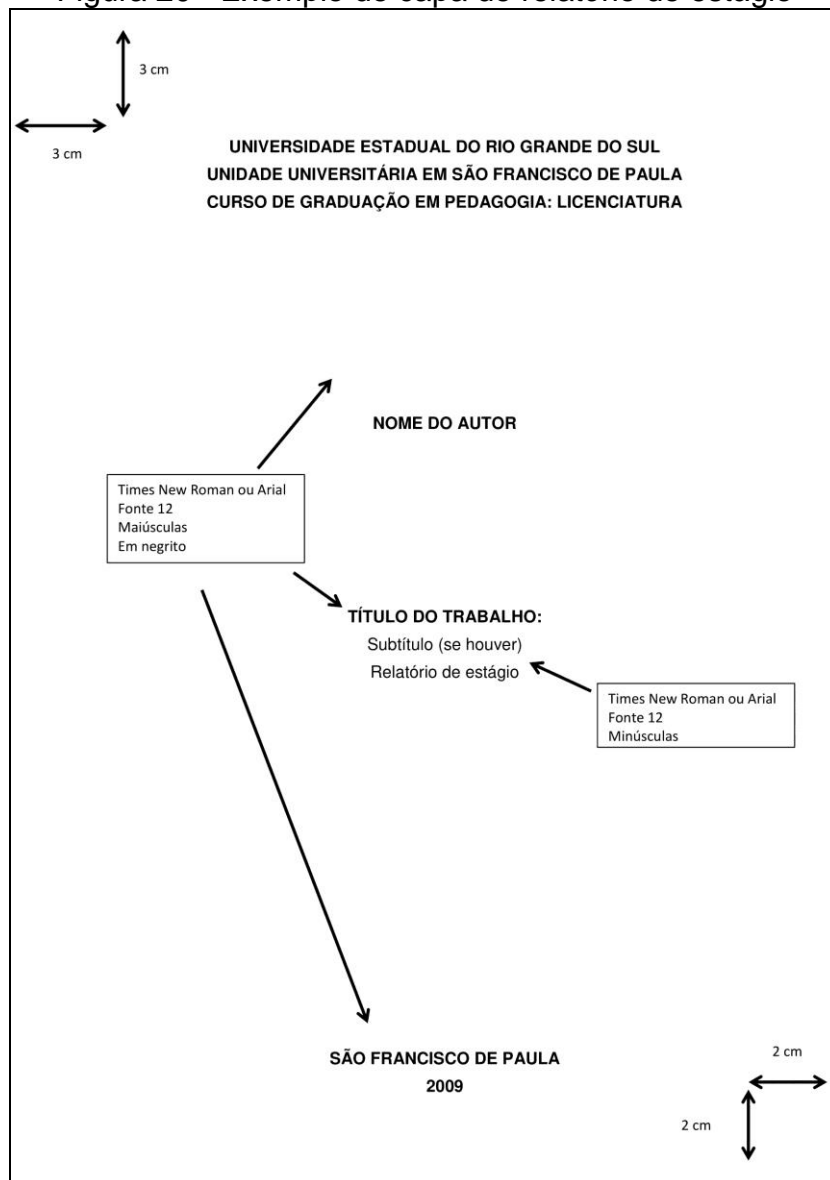 Exemplo de capa de relatório de estágio
3 cm
3 cm
UNIVERSIDADE ESTADUAL DO RIO GRANDE DO SUL
UNIDADE UNIVERSITÁRIA EM SÃO FRANCISCO DE PAULA
CURSO DE GRADUAÇÃO EM PEDAGOGIA: LICENCIATURA
NOME DO AUTOR
Times New Roman ou Arial
Fonte 12
Maiúsculas
Em negrito
TÍTULO DO TRABALHO:
Subtítulo (se houver)
Relatório de estágio
Times New Roman ou Arial
Fonte 12
Minúsculas
SÃO FRANCISCO DE PAULA
2009
2 cm
2 cm